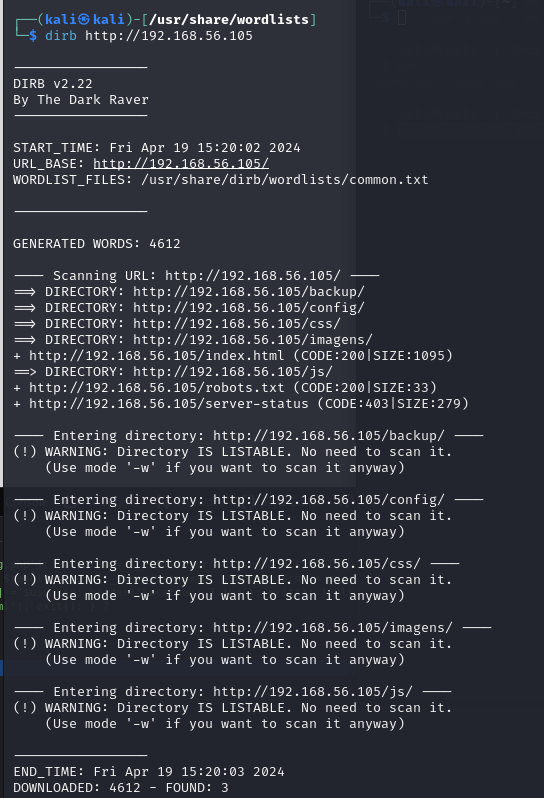 ┌──(kali㉿kali)-[/usr/share/wordlists]
└─$ dirb http://192.168.56.105
-----------------
DIRB v2.22
By The Dark Raver
-----------------
START_TIME: Fri Apr 19 15:20:02 2024
URL_BASE: http://192.168.56.105/
WORDLIST_FILES: /usr/share/dirb/wordlists/common.txt
-----------------
GENERATED WORDS: 4612
---- Scanning URL: http://192.168.56.105/ ----
==> DIRECTORY: http://192.168.56.105/backup/
==> DIRECTORY: http://192.168.56.105/config/
==> DIRECTORY: http://192.168.56.105/css/
==> DIRECTORY: http://192.168.56.105/imagens/
+ http://192.168.56.105/index.html (CODE:200|SIZE:1095)
==> DIRECTORY: http://192.168.56.105/js/
+ http://192.168.56.105/robots.txt (CODE:200|SIZE:33)
+ http://192.168.56.105/server-status (CODE:403|SIZE:279)
---- Entering directory: http://192.168.56.105/backup/ ----
(!) WARNING: Directory IS LISTABLE. No need to scan it.
(Use mode '-w' if you want to scan it anyway)
---- Entering directory: http://192.168.56.105/config/ ----
(!) WARNING: Directory IS LISTABLE. No need to scan it.
(Use mode '-w' if you want to scan it anyway)
---- Entering directory: http://192.168.56.105/css/ ----
(!) WARNING: Directory IS LISTABLE. No need to scan it.
(Use mode '-w' if you want to scan it anyway)
---- Entering directory: http://192.168.56.105/imagens/ ----
(!) WARNING: Directory IS LISTABLE. No need to scan it.
(Use mode '-w' if you want to scan it anyway)
---- Entering directory: http://192.168.56.105/js/ ----
(!) WARNING: Directory IS LISTABLE. No need to scan it.
(Use mode '-w' if you want to scan it anyway)
-----------------
END_TIME: Fri Apr 19 15:20:03 2024
DOWNLOADED: 4612 - FOUND: 3